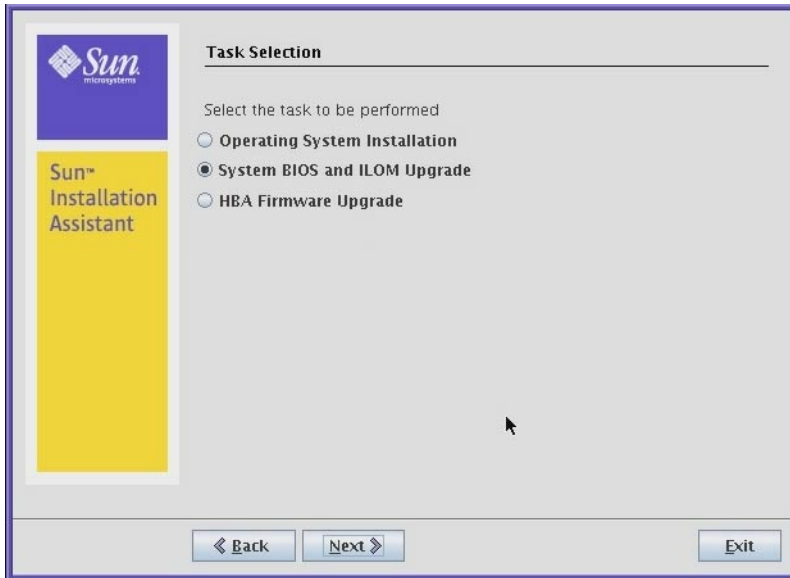 Sun
microsystems
Sun™
Installation
Assistant
Task Selection
Select the task to be performed
Operating System Installation
System BIOS and ILOM Upgrade
HBA Firmware Upgrade
Back
Next
Exit